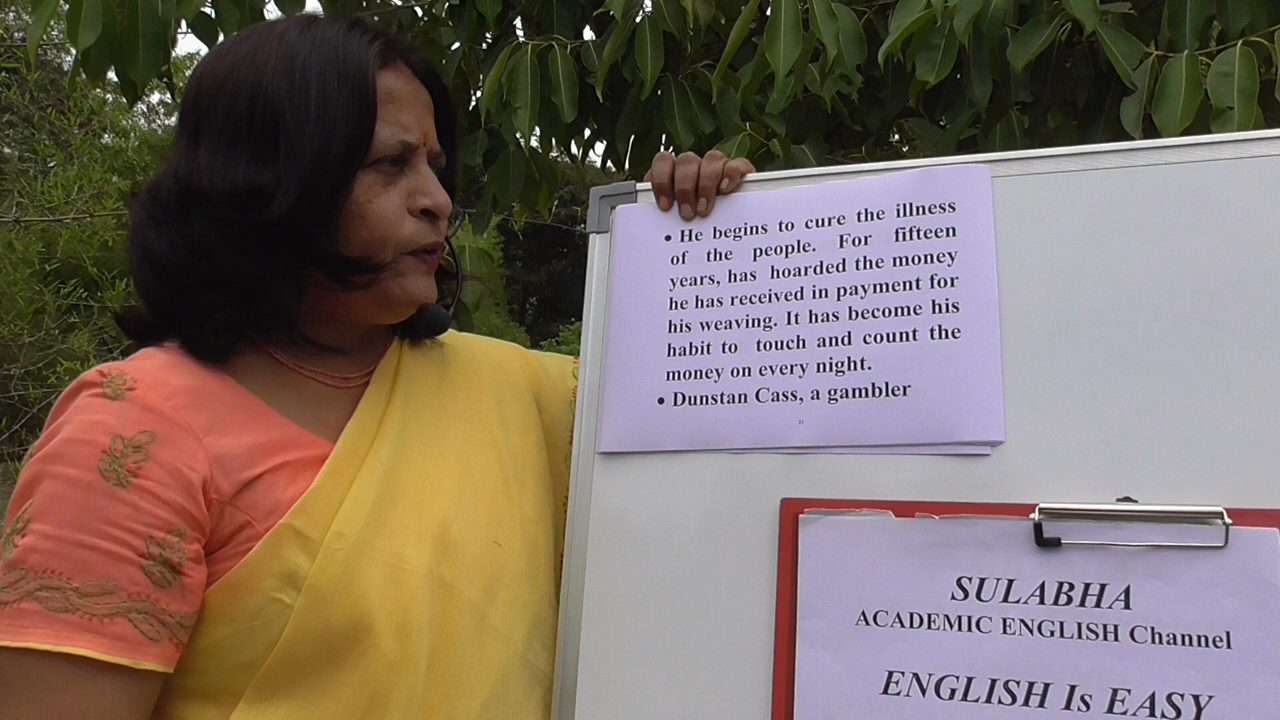 • He begins to cure the illness
of the people. For fifteen
years, has hoarded the money
he has received in payment for
his weaving. It has become his
habit to touch and count the
money on every night.
• Dunstan Cass, a gambler
SULABHA
ACADEMIC ENGLISH Channel
ENGLISH Is EASY